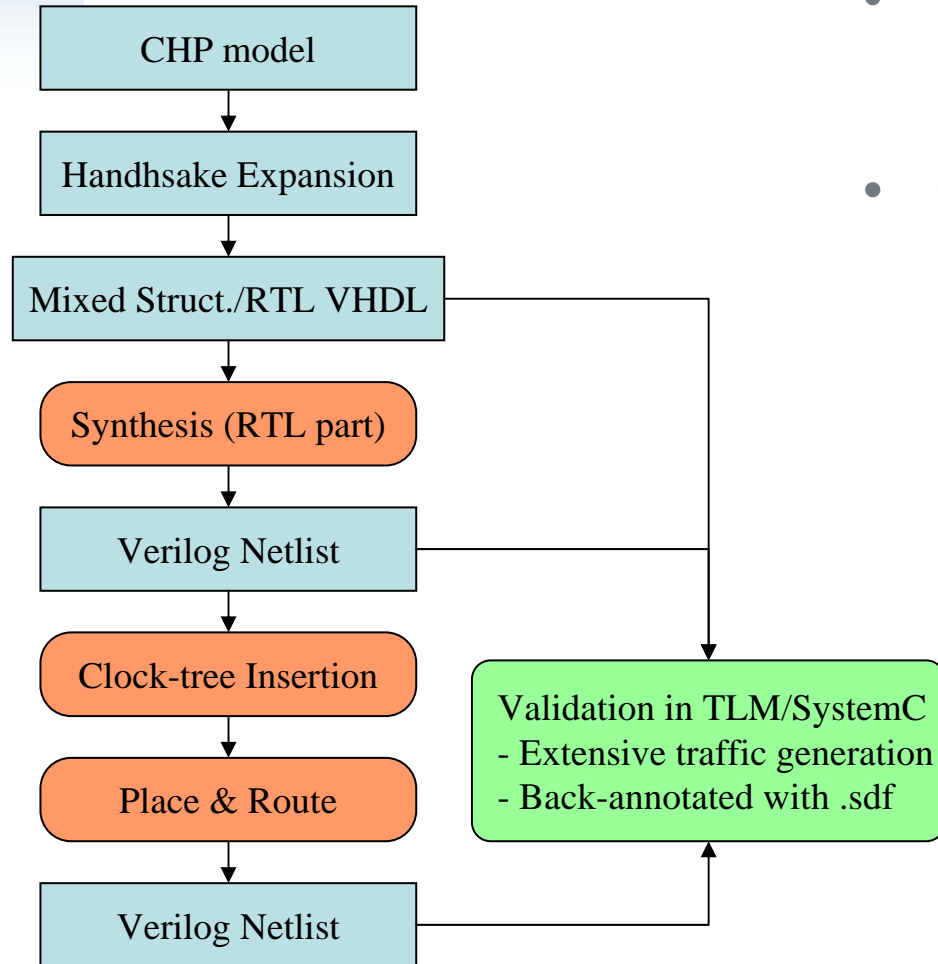 CHP model
Handhsake Expansion
Mixed Struct./RTL VHDL
Synthesis (RTL part)
Verilog Netlist
Clock-tree Insertion
Place & Route
Verilog Netlist
Validation in TLM/SystemC
- Extensive traffic generation
- Back-annotated with .sdf